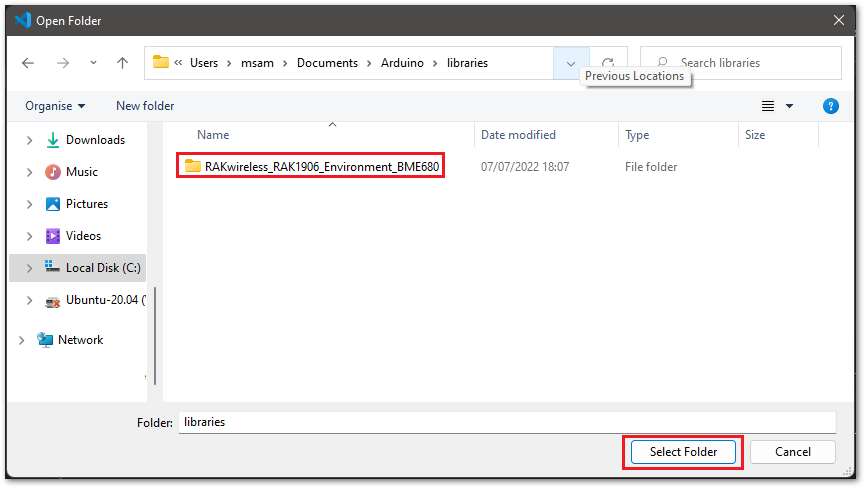 Open Folder
Users > msam > Documents > Arduino > libraries
Search libraries
Previous Locations
Organise
New folder
Name
Date modified
Type
Size
Downloads
Music
Pictures
Videos
Local Disk (C:)
Ubuntu-20.04 (
Network
RAKwireless_RAK1906_Environment_BME680
07/07/2022 18:07
File folder
Folder:
libraries
Select Folder
Cancel